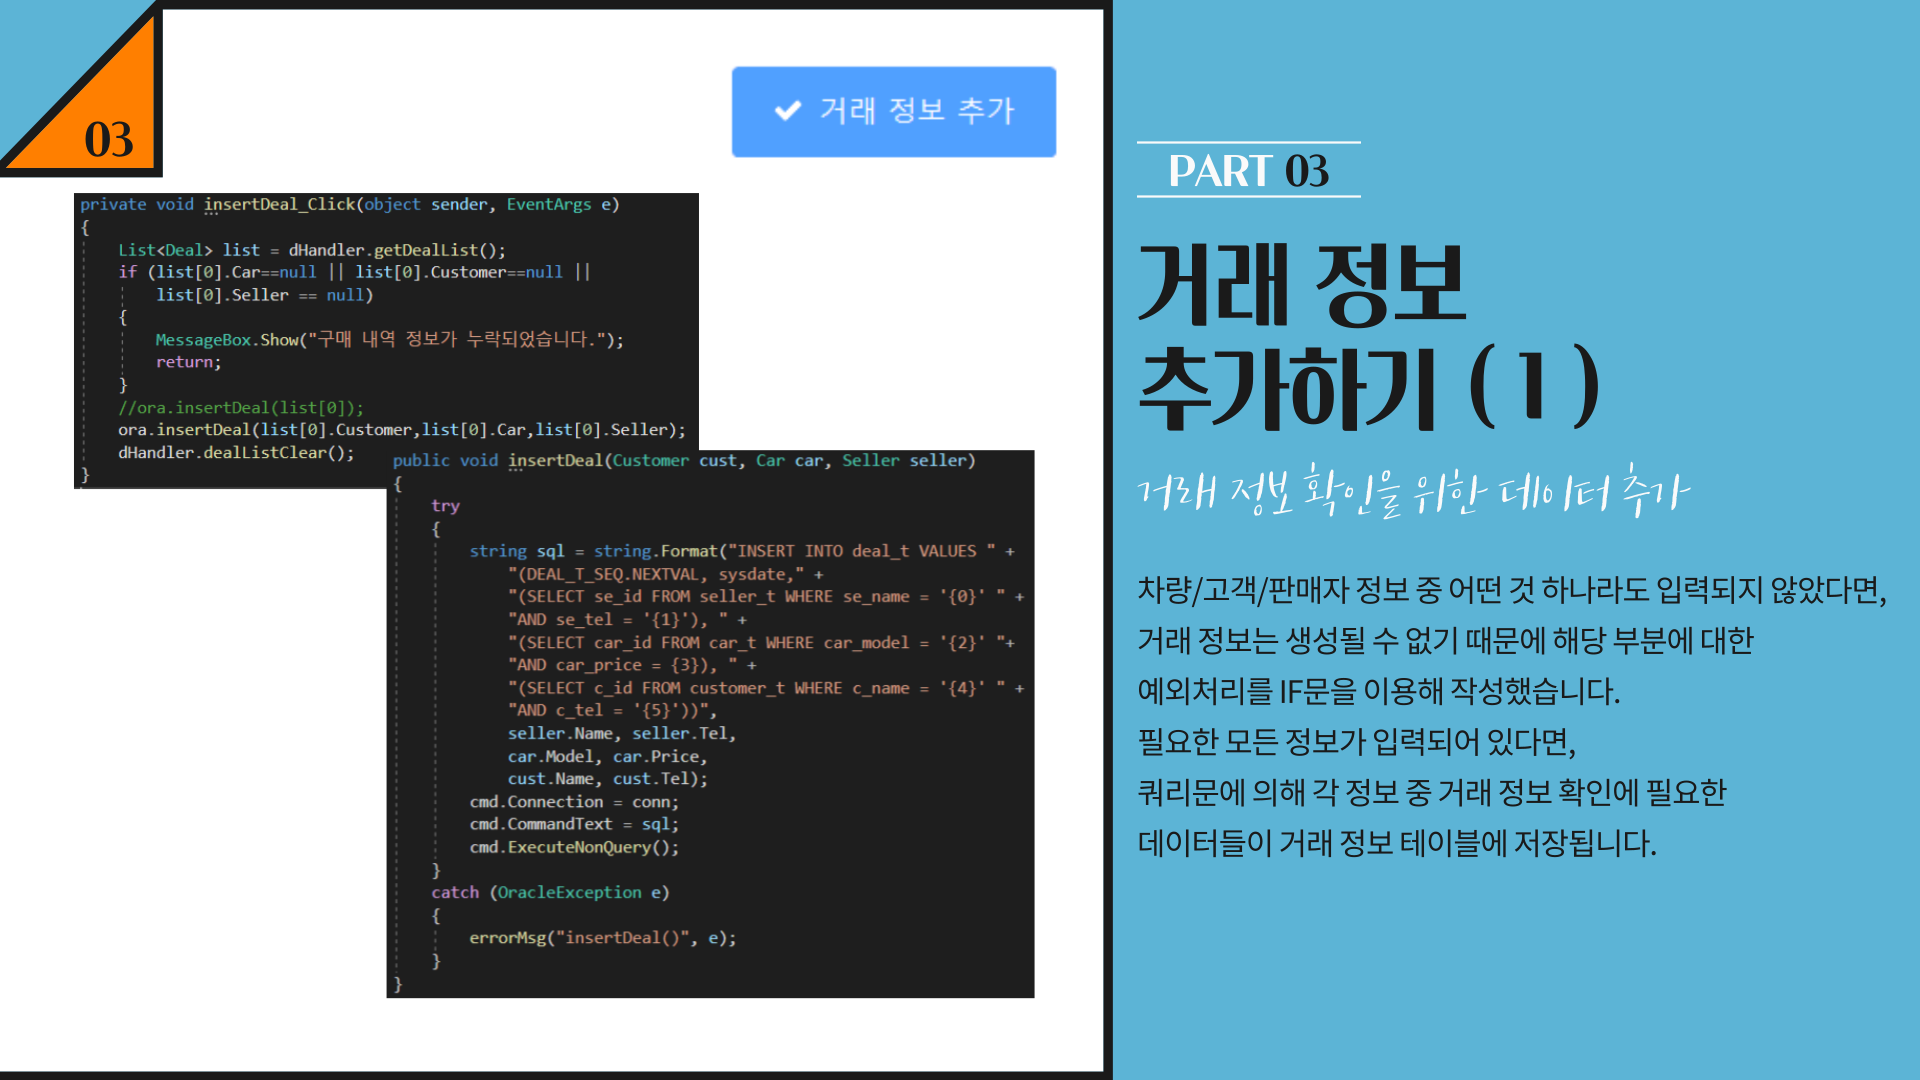 03
거래 정보 추가
private void insertDeal_Click(object sender, EventArgs e)
{
List<Deal> list = dHandler.getDealList();
if (list[0].Car==null || list[0].Customer==null ||
list[0].Seller == null)
{
MessageBox.Show("구매 내역 정보가 누락되었습니다.");
return;
}
//ora.insertDeal(list[0]);
ora.insertDeal(list[0].Customer,list[0].Car,list[0].Seller);
dHandler.dealListClear();
}
public void insertDeal(Customer cust, Car car, Seller seller)
{
try
{
string sql = string.Format("INSERT INTO deal_t VALUES " +
"(DEAL_T_SEQ.NEXTVAL, sysdate," +
"(SELECT se_id FROM seller_t WHERE se_name = '{0}' " +
"AND se_tel = '{1}'), " +
"(SELECT car_id FROM car_t WHERE car_model = '{2}' "+
"AND car_price = {3}), " +
"(SELECT c_id FROM customer_t WHERE c_name = '{4}' " +
"AND c_tel = '{5}'))",
seller.Name, seller.Tel,
car.Model, car.Price,
cust.Name, cust.Tel);
cmd.Connection = conn;
cmd.CommandText = sql;
cmd.ExecuteNonQuery();
}
catch (OracleException e)
{
errorMsg("insertDeal()", e);
}
}
PART 03
거래 정보
추가하기 ( 1 )
거래 정보 확인을 위한 데이터 추가
차량/고객/판매자 정보 중 어떤 것 하나라도 입력되지 않았다면,
거래 정보는 생성될 수 없기 때문에 해당 부분에 대한
예외처리를 IF문을 이용해 작성했습니다.
필요한 모든 정보가 입력되어 있다면,
쿼리문에 의해 각 정보 중 거래 정보 확인에 필요한
데이터들이 거래 정보 테이블에 저장됩니다.